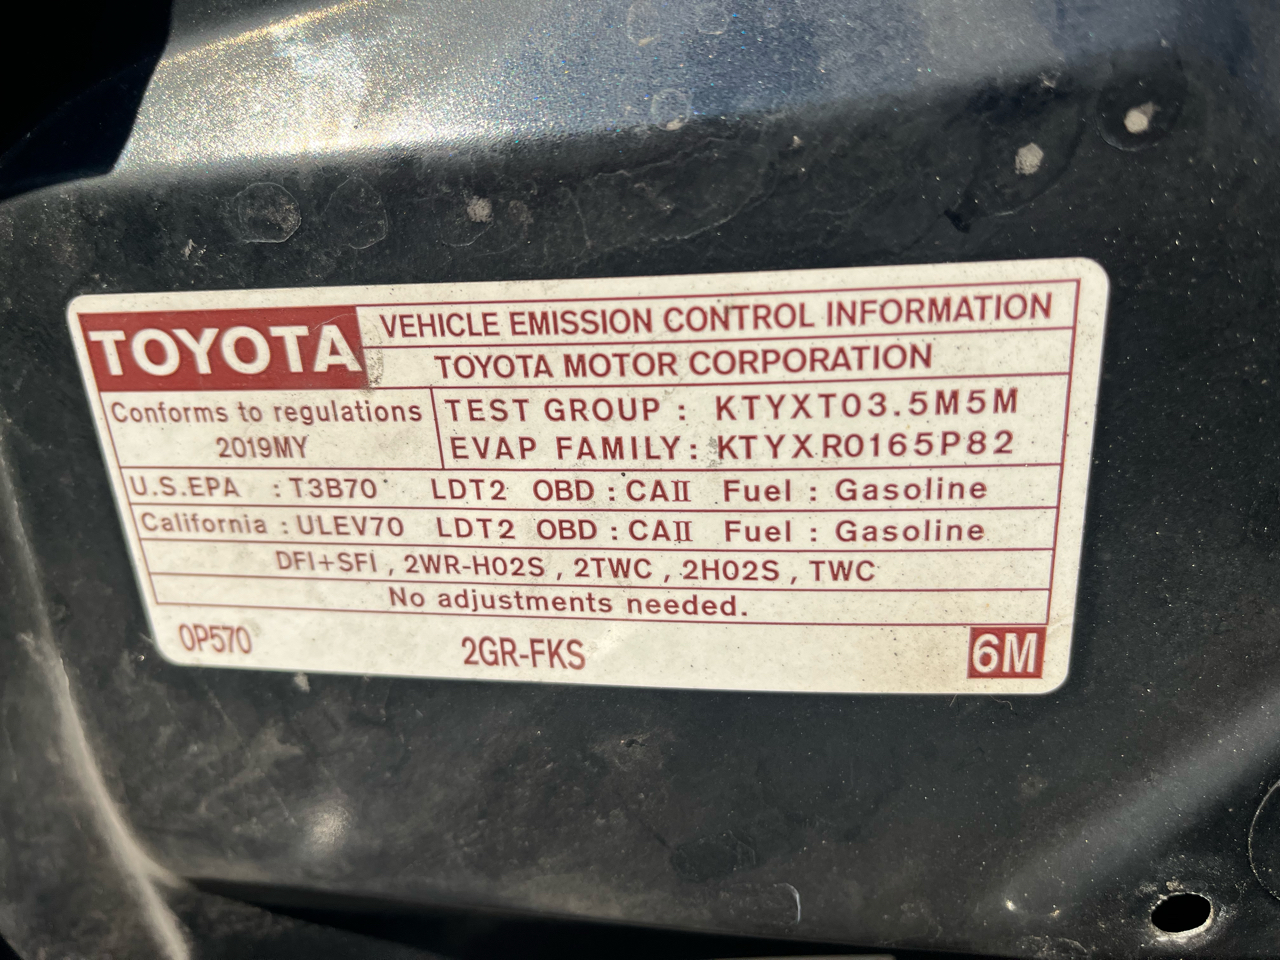 TOYOTA VEHICLE EMISSION CONTROL INFORMATION
TOYOTA MOTOR CORPORATION
Conforms to regulations
2019MY
TEST GROUP : KTYXT03.5M5M
EVAP FAMILY: KTYXR0165P82
U.S.EPA : T3B70 LDT2 OBD : CAII Fuel : Gasoline
California : ULEV70 LDT2 OBD : CAII Fuel : Gasoline
DFI+SFI , 2WR-HO2S , 2TWC , 2HO2S , TWC
No adjustments needed.
0P570 2GR-FKS 6M